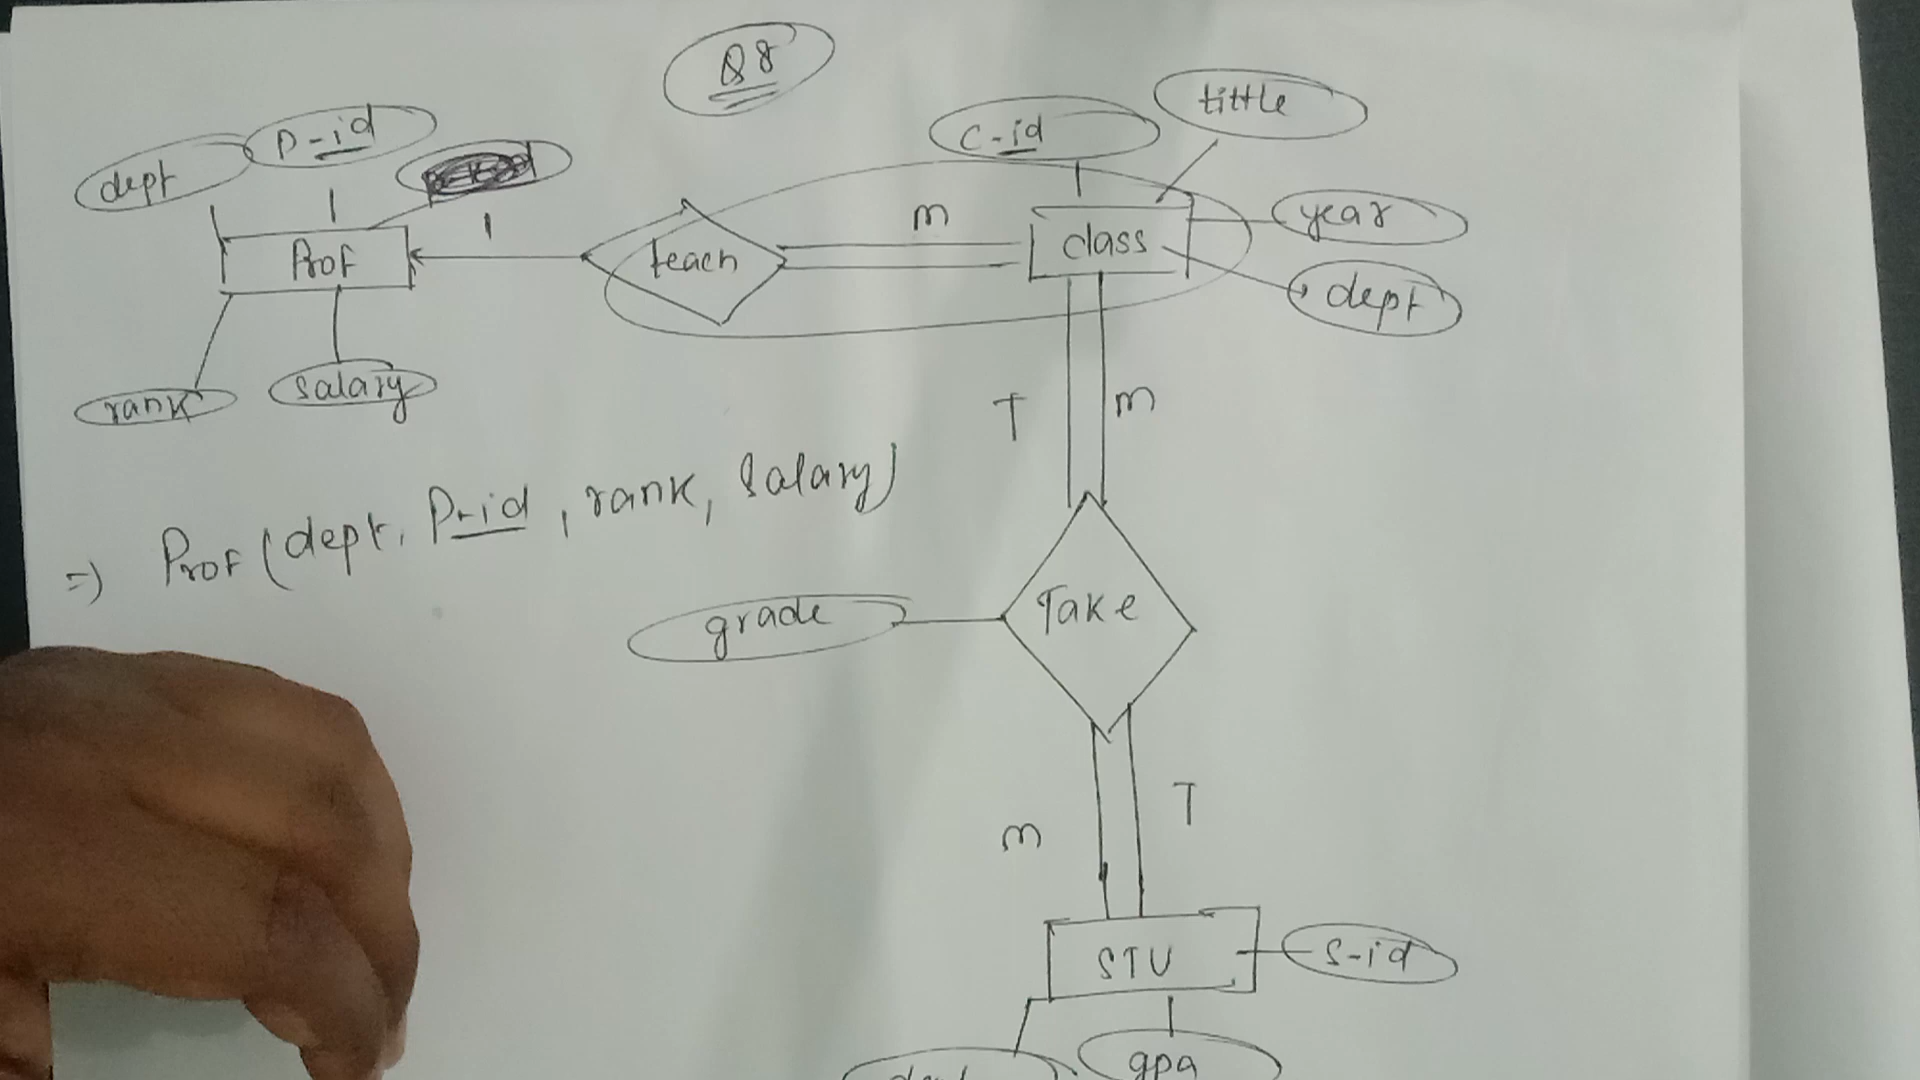 Q8
tittle
C-id
P-id
dept
year
1
m
Prof
teach
class
dept
rank
salary
T
m
=) Prof (dept, P-id, rank, salary)
grade
Take
T
m
STU
S-id
gpa